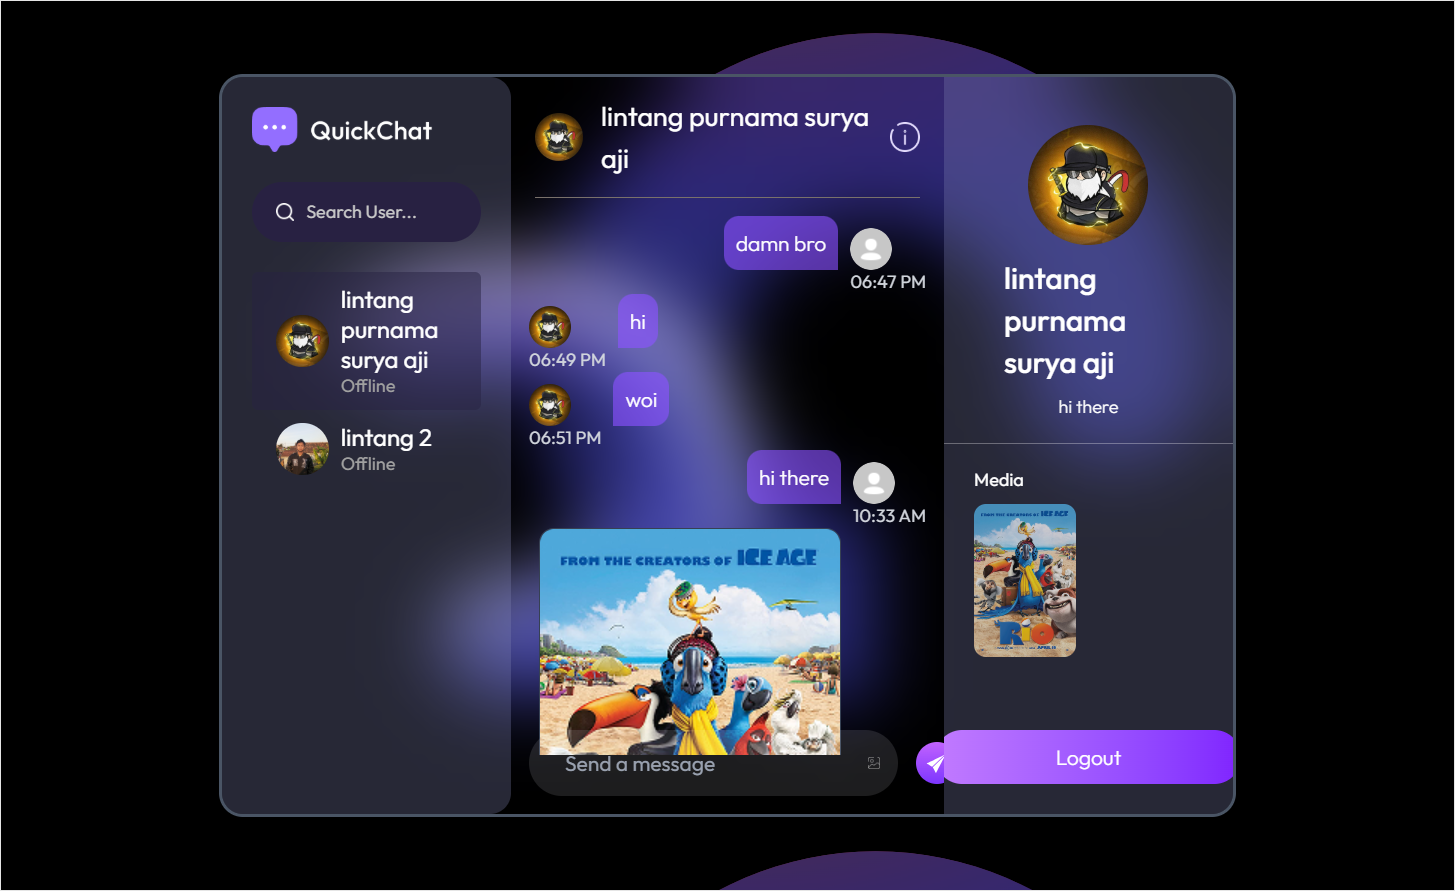 QuickChat
Search User...
lintang
purnama
surya aji
Offline
lintang 2
Offline
lintang purnama surya
aji
damn bro
06:47 PM
hi
06:49 PM
woi
06:51 PM
hi there
10:33 AM
FROM THE CREATORS OF ICE AGE
Send a message
lintang
purnama
surya aji
hi there
Media
FROM THE CREATORS OF ICE AGE
RIO
Logout